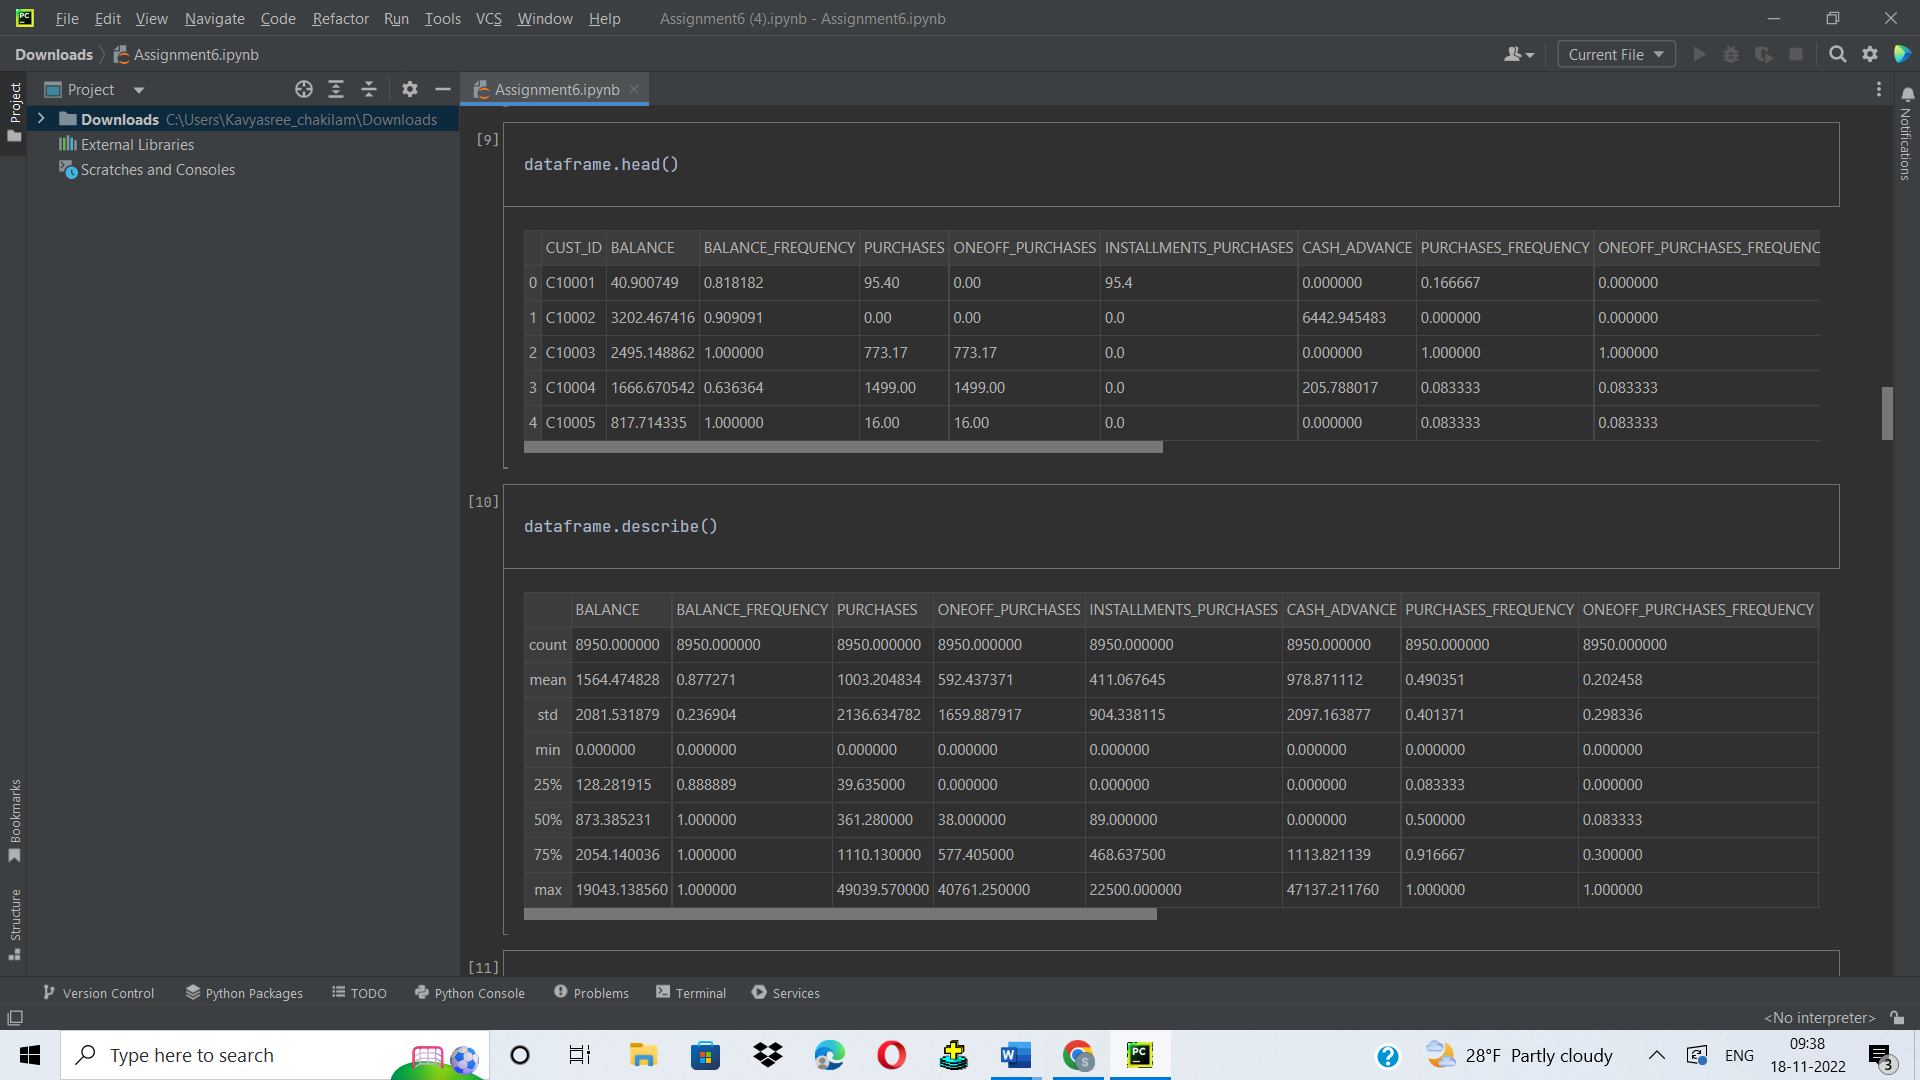 File Edit View Navigate Code Refactor Run Tools VCS Window Help Assignment6 (4).ipynb - Assignment6.ipynb
Downloads Assignment6.ipynb Current File
Project Project Assignment6.ipynb
Downloads C:\Users\Kavyasree_chakilam\Downloads
External Libraries
Scratches and Consoles
Notifications
[9]
dataframe.head()
CUST_ID BALANCE BALANCE_FREQUENCY PURCHASES ONEOFF_PURCHASES INSTALLMENTS_PURCHASES CASH_ADVANCE PURCHASES_FREQUENCY ONEOFF_PURCHASES_FREQUENC
0 C10001 40.900749 0.818182 95.40 0.00 95.4 0.000000 0.166667 0.000000
1 C10002 3202.467416 0.909091 0.00 0.00 0.0 6442.945483 0.000000 0.000000
2 C10003 2495.148862 1.000000 773.17 773.17 0.0 0.000000 1.000000 1.000000
3 C10004 1666.670542 0.636364 1499.00 1499.00 0.0 205.788017 0.083333 0.083333
4 C10005 817.714335 1.000000 16.00 16.00 0.0 0.000000 0.083333 0.083333
[10]
dataframe.describe()
BALANCE BALANCE_FREQUENCY PURCHASES ONEOFF_PURCHASES INSTALLMENTS_PURCHASES CASH_ADVANCE PURCHASES_FREQUENCY ONEOFF_PURCHASES_FREQUENCY
count 8950.000000 8950.000000 8950.000000 8950.000000 8950.000000 8950.000000 8950.000000 8950.000000
mean 1564.474828 0.877271 1003.204834 592.437371 411.067645 978.871112 0.490351 0.202458
std 2081.531879 0.236904 2136.634782 1659.887917 904.338115 2097.163877 0.401371 0.298336
min 0.000000 0.000000 0.000000 0.000000 0.000000 0.000000 0.000000 0.000000
25% 128.281915 0.888889 39.635000 0.000000 0.000000 0.000000 0.083333 0.000000
50% 873.385231 1.000000 361.280000 38.000000 89.000000 0.000000 0.500000 0.083333
75% 2054.140036 1.000000 1110.130000 577.405000 468.637500 1113.821139 0.916667 0.300000
max 19043.138560 1.000000 49039.570000 40761.250000 22500.000000 47137.211760 1.000000 1.000000
[11]
Bookmarks
Structure
Version Control Python Packages TODO Python Console Problems Terminal Services
<No interpreter>
Type here to search 28°F Partly cloudy ENG 09:38
18-11-2022 3